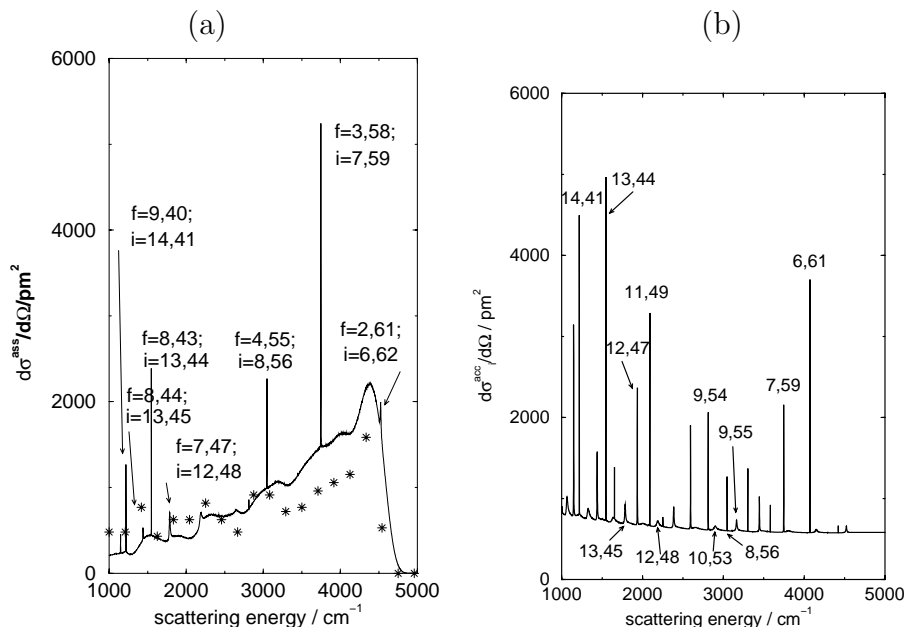 (a)
6000
4000
2000
0
dσ^ass/dΩ/pm^2
f=3,58;
i=7,59
f=9,40;
i=14,41
f=8,43;
i=13,44
f=4,55;
i=8,56
f=2,61;
i=6,62
f=8,44;
i=13,45
f=7,47;
i=12,48
1000 2000 3000 4000 5000
scattering energy / cm^-1
(b)
6000
4000
2000
0
dσ^acc/dΩ / pm^2
14,41
13,44
6,61
11,49
12,47
9,54
7,59
9,55
13,45
12,48
10,53
8,56
1000 2000 3000 4000 5000
scattering energy / cm^-1